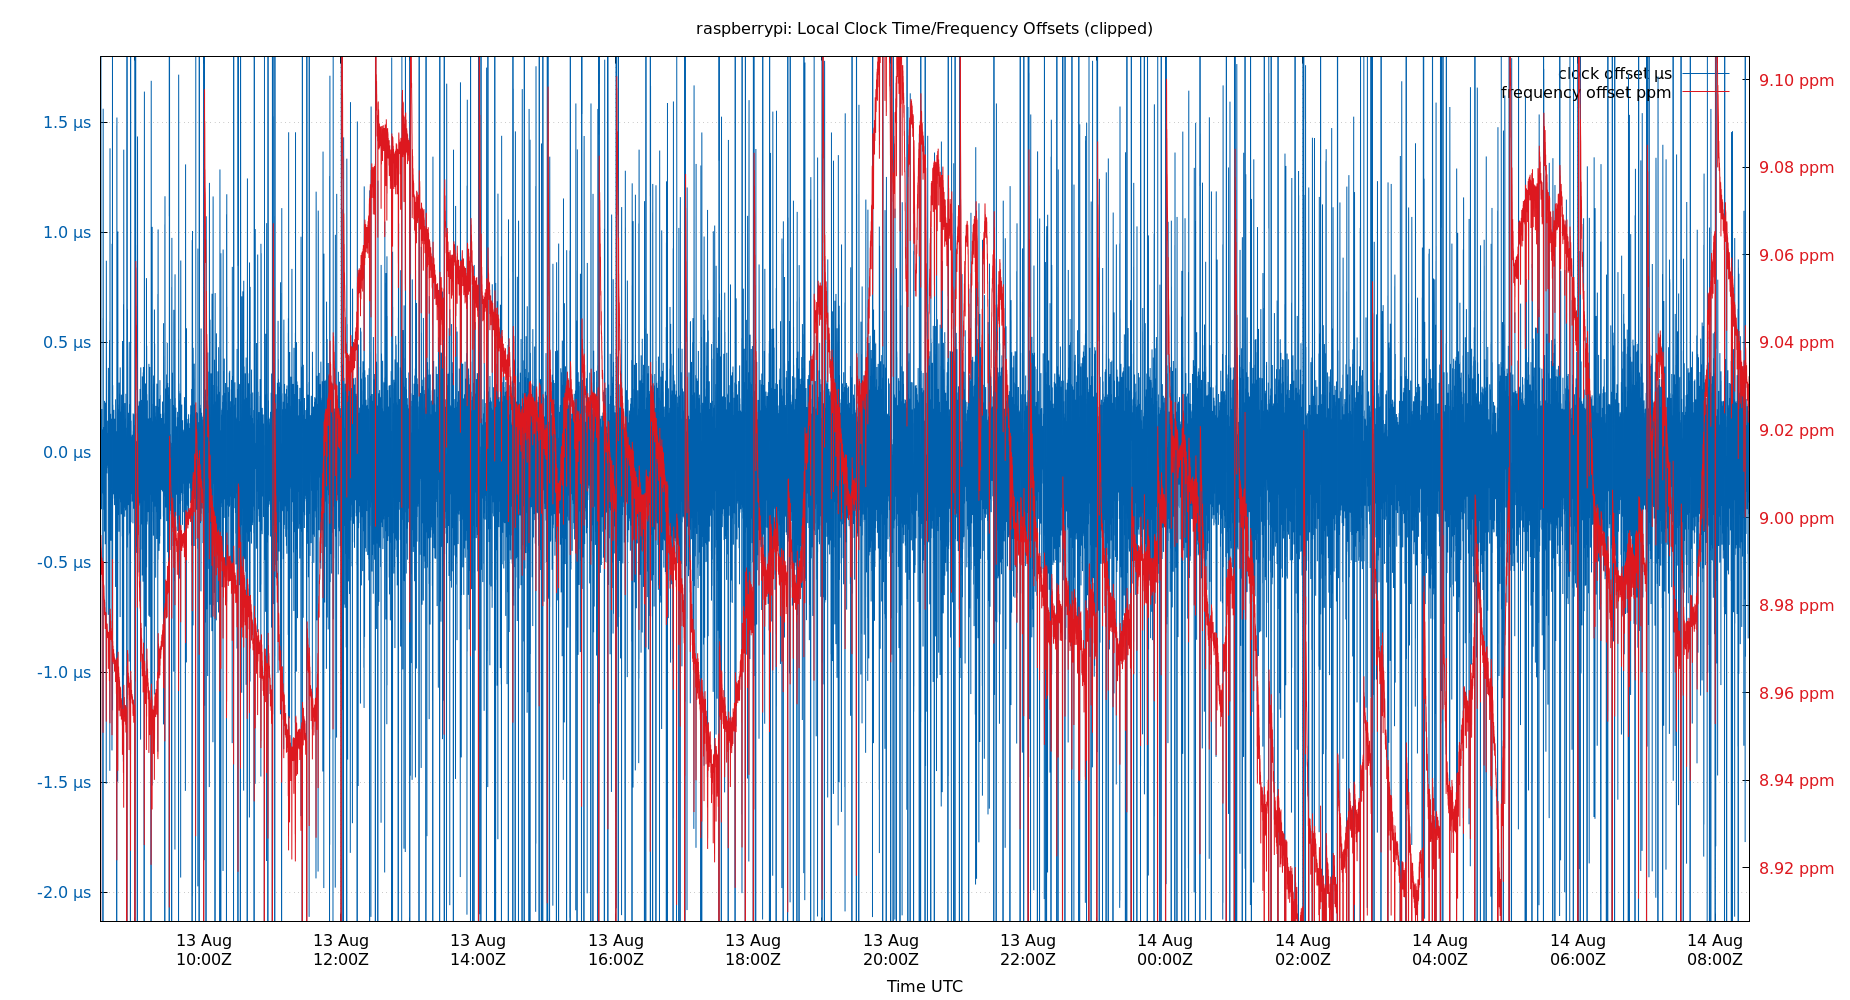 raspberrypi: Local Clock Time/Frequency Offsets (clipped)
clock offset µs
frequency offset ppm
1.5 µs
1.0 µs
0.5 µs
0.0 µs
-0.5 µs
-1.0 µs
-1.5 µs
-2.0 µs
9.10 ppm
9.08 ppm
9.06 ppm
9.04 ppm
9.02 ppm
9.00 ppm
8.98 ppm
8.96 ppm
8.94 ppm
8.92 ppm
13 Aug 13 Aug 13 Aug 13 Aug 13 Aug 13 Aug 13 Aug 14 Aug 14 Aug 14 Aug 14 Aug 14 Aug
10:00Z 12:00Z 14:00Z 16:00Z 18:00Z 20:00Z 22:00Z 00:00Z 02:00Z 04:00Z 06:00Z 08:00Z
Time UTC